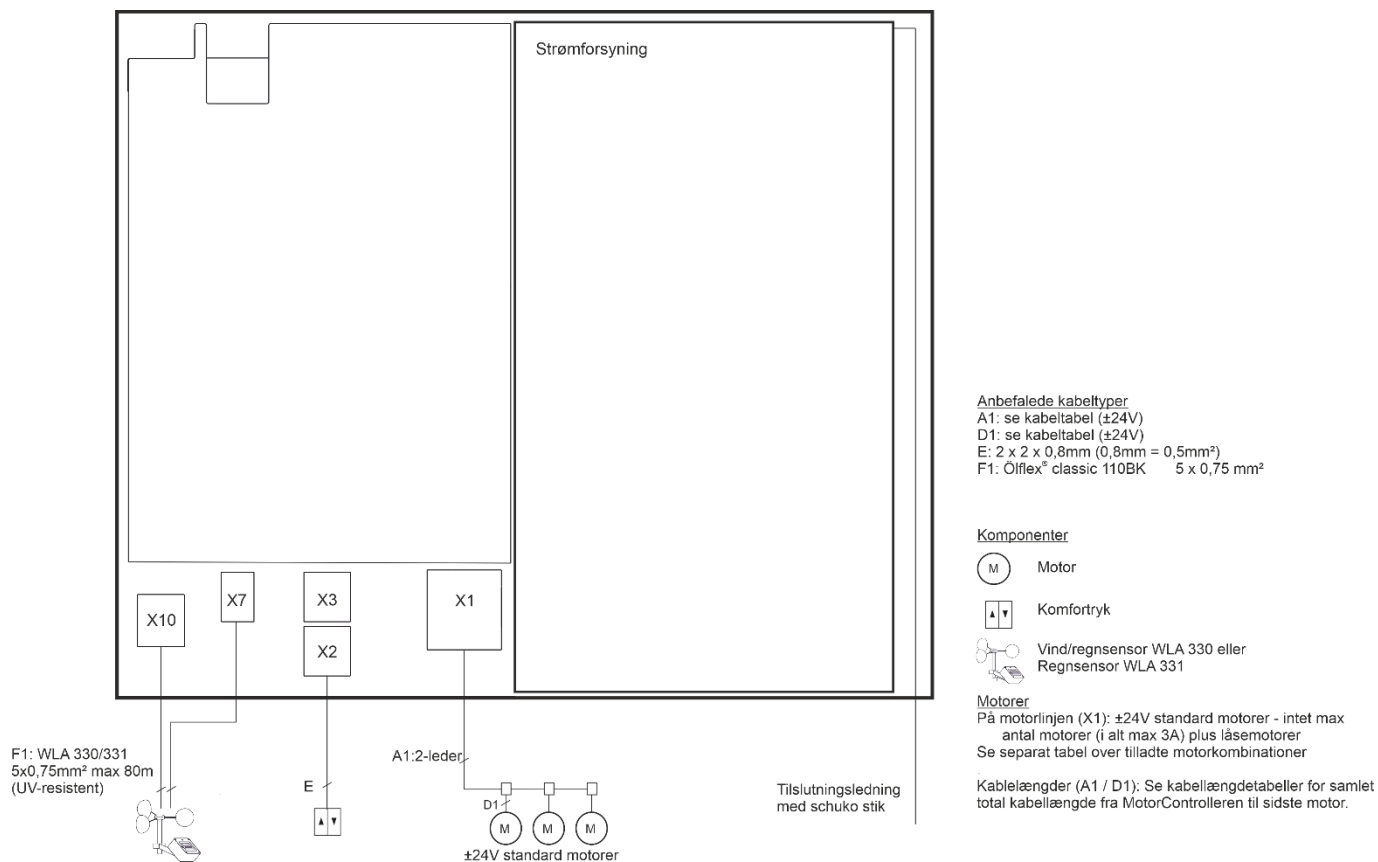 Strømforsyning
X10
X7
X3
X2
X1
F1: WLA 330/331
5x0,75mm² max 80m
(UV-resistent)
E
A1:2-leder
D1
M
M
M
±24V standard motorer
Tilslutningsledning
med schuko stik
Anbefalede kabeltyper
A1: se kabeltabel (±24V)
D1: se kabeltabel (±24V)
E: 2 x 2 x 0,8mm (0,8mm = 0,5mm²)
F1: Ölflex® classic 110BK 5 x 0,75 mm²
Komponenter
M Motor
Komfortryk
Vind/regnsensor WLA 330 eller
Regnsensor WLA 331
Motorer
På motorlinjen (X1): ±24V standard motorer - intet max
antal motorer (i alt max 3A) plus låsemotorer
Se separat tabel over tilladte motorkombinationer
Kablelængder (A1 / D1): Se kabellængdetabeller for samlet
total kabellængde fra MotorControlleren til sidste motor.